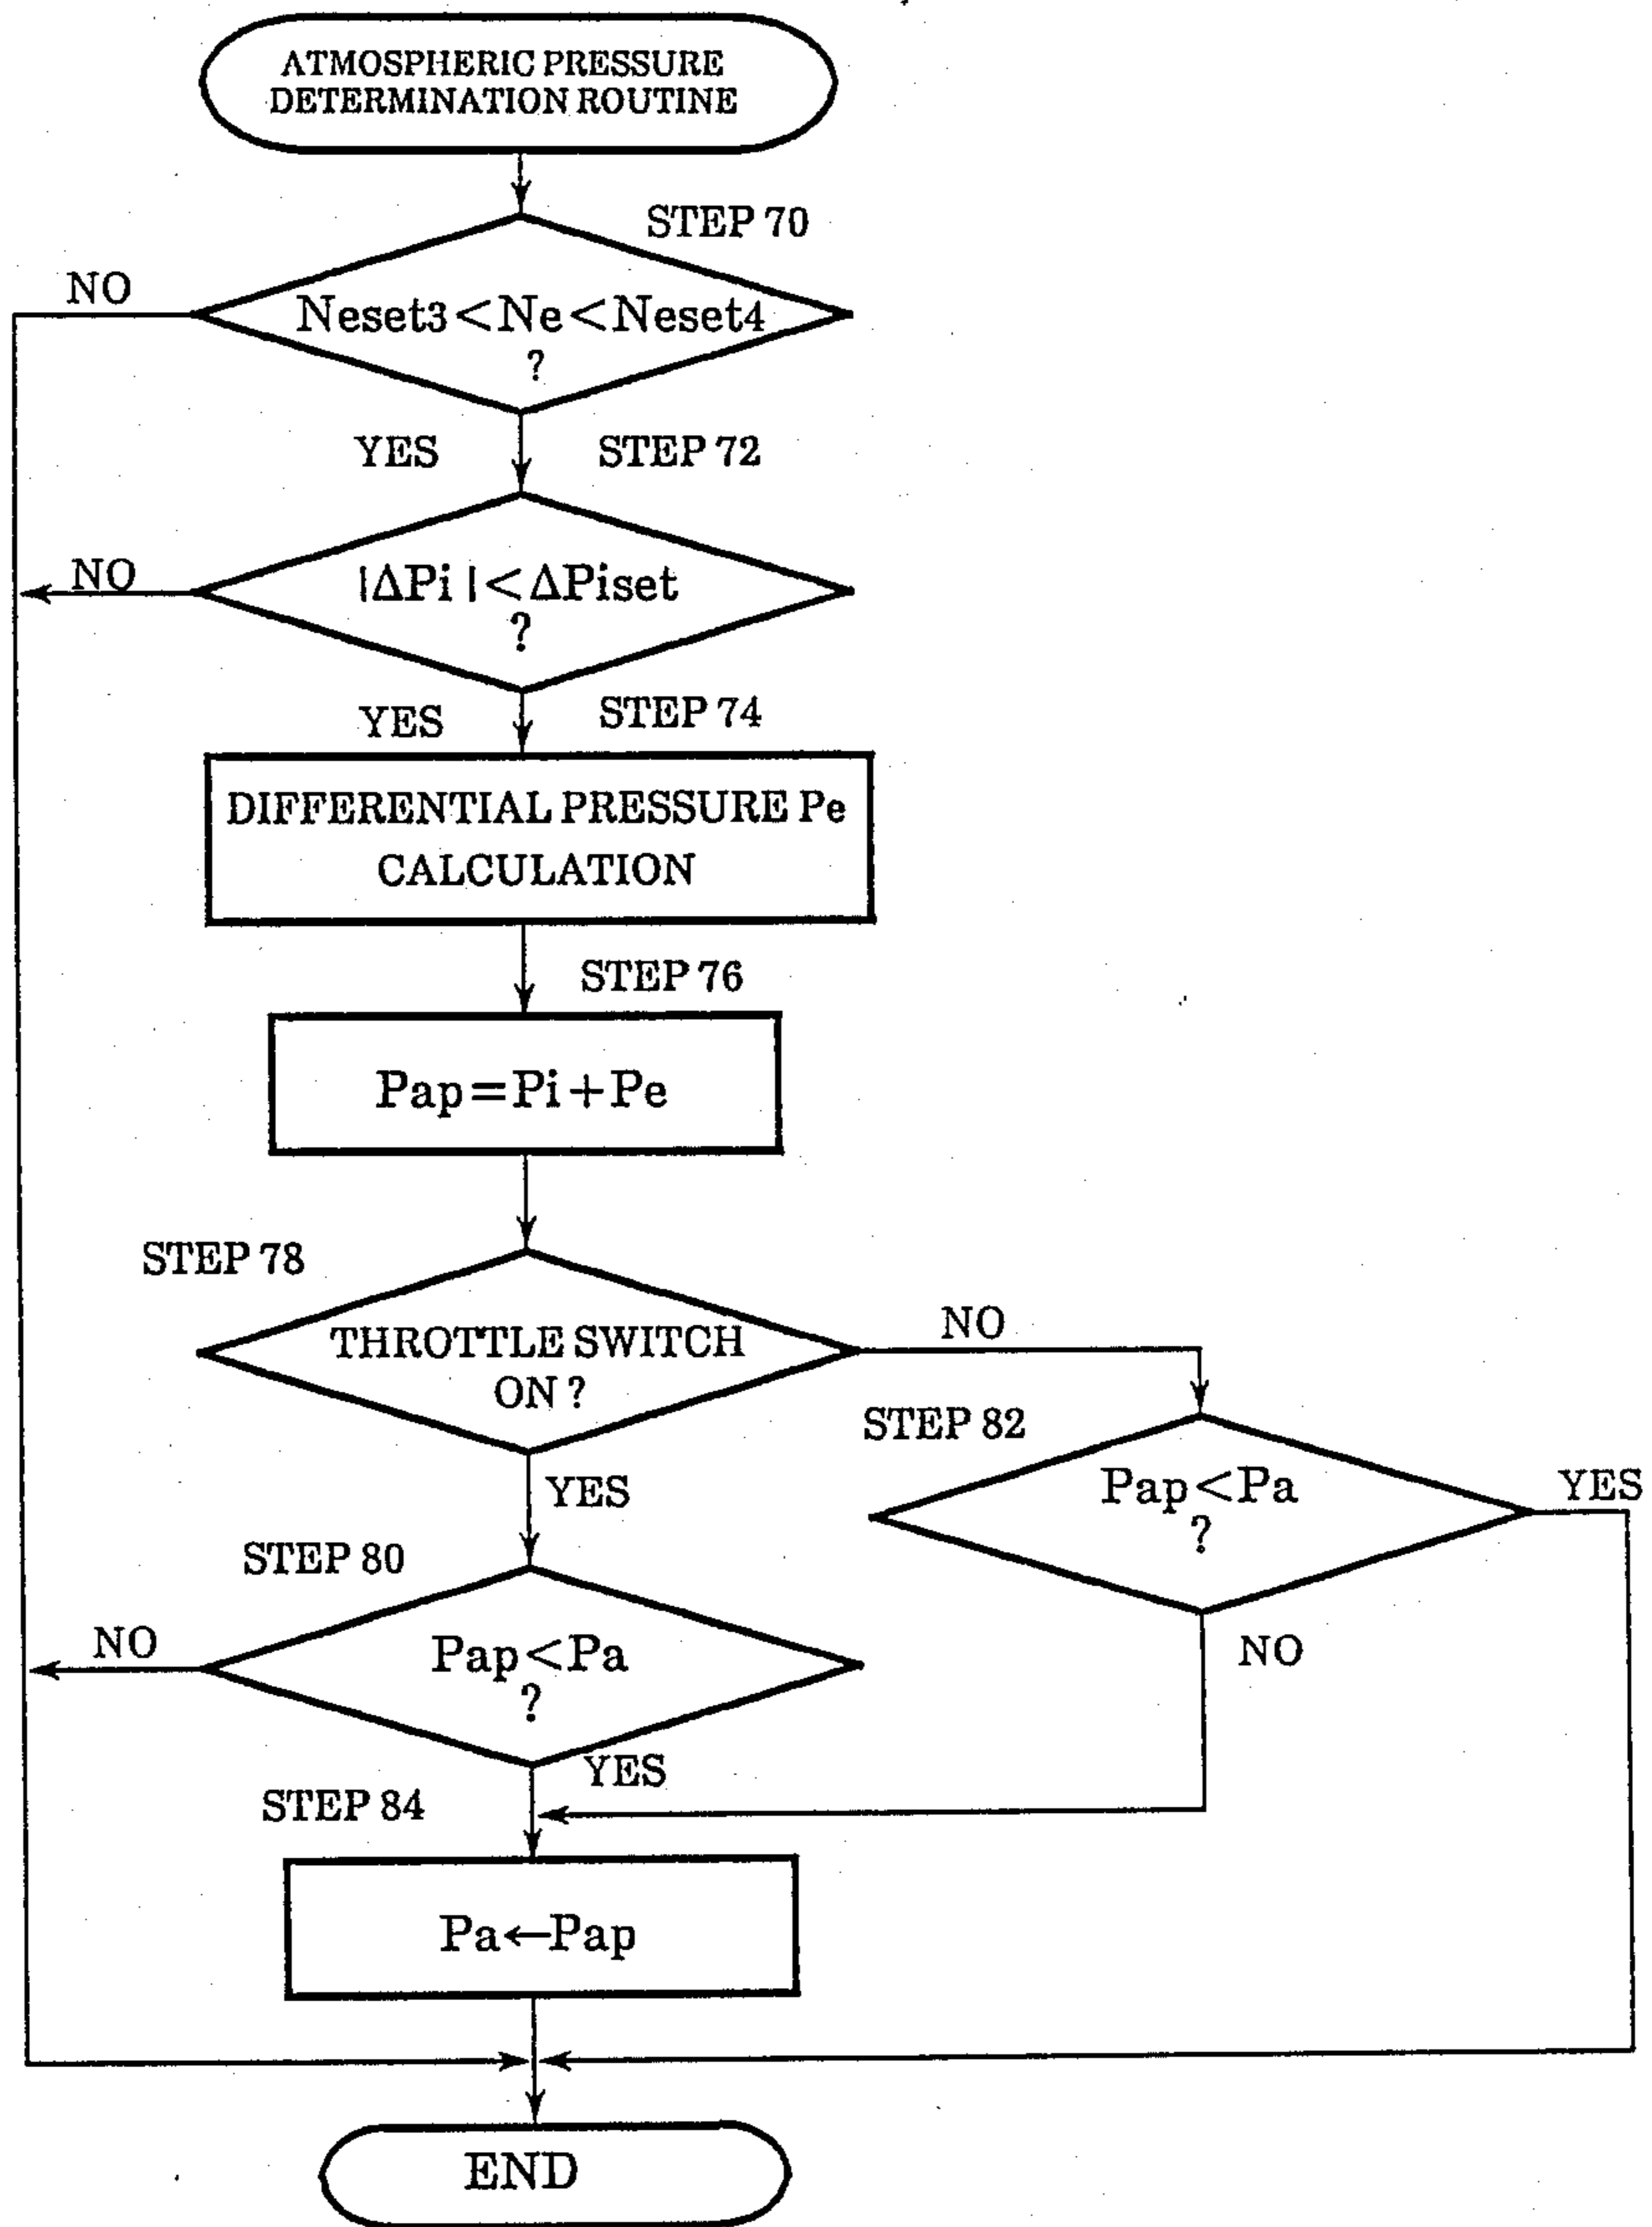 ATMOSPHERIC PRESSURE
DETERMINATION ROUTINE
STEP 70
NO
Neset3<Ne<Neset4
?
YES
STEP 72
NO
|ΔPi|<ΔPiset
?
YES
STEP 74
DIFFERENTIAL PRESSURE Pe
CALCULATION
STEP 76
Pap=Pi+Pe
STEP 78
THROTTLE SWITCH
ON ?
NO
YES
STEP 82
Pap<Pa
?
YES
NO
STEP 80
Pap<Pa
?
NO
YES
STEP 84
Pa←Pap
END